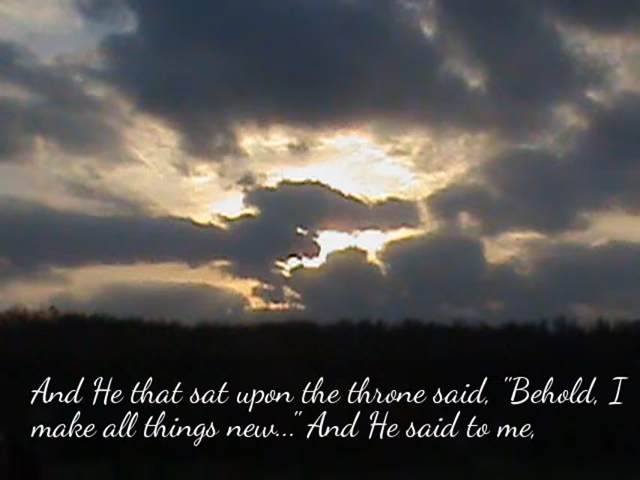 And He that sat upon the throne said, "Behold, I
make all things new..." And He said to me,